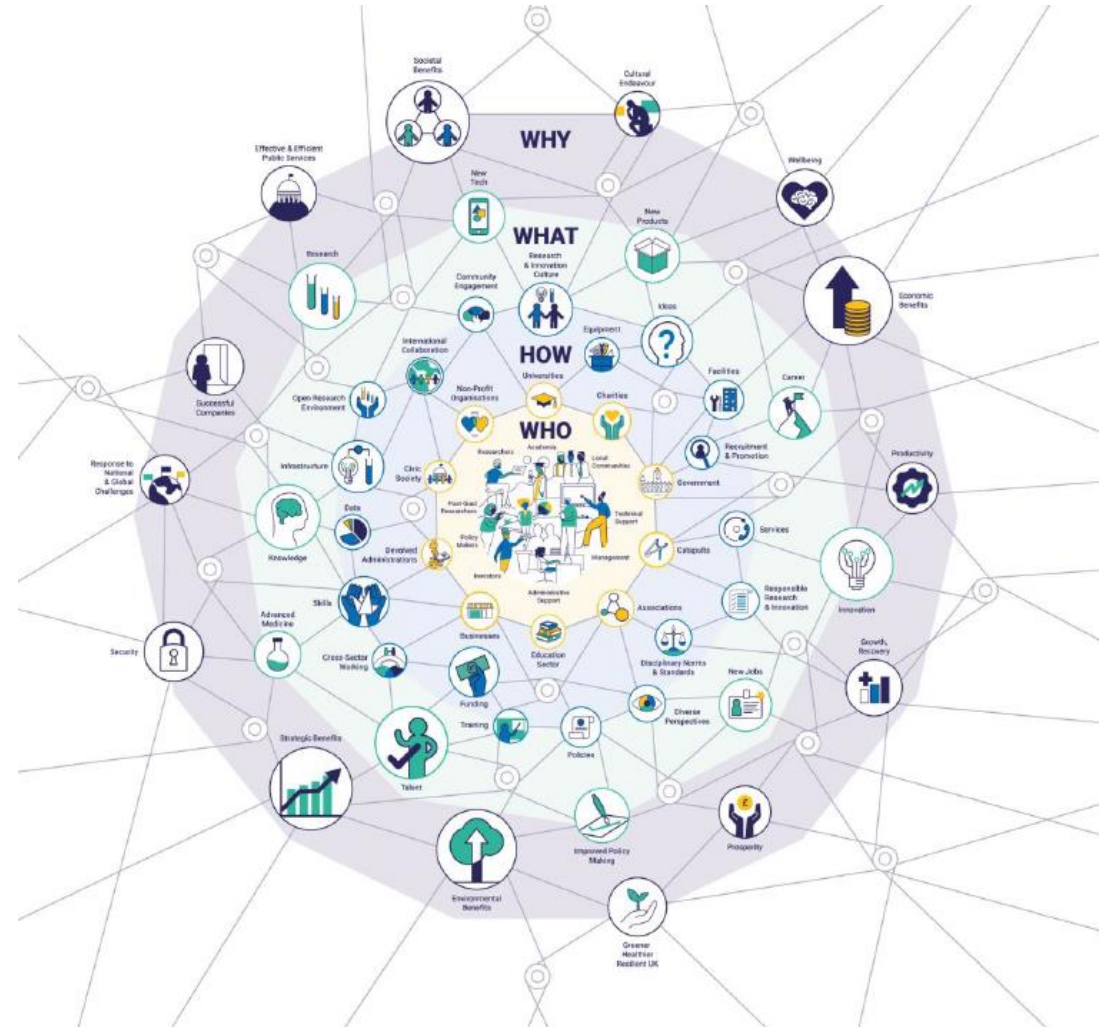 Societal
Benefits
Cultural
Endeavour
WHY
Effective & Efficient
Public Services
Wellbeing
New
Tech
New
Products
WHAT
Research
Research
& Innovation
Culture
Community
Engagement
Economic
Benefits
Ideas
Equipment
International
Collaboration
HOW
Universities
Facilities
Career
Successful
Companies
Open Research
Environment
Non-Profit
Organisations
Charities
WHO
Recruitment
& Promotion
Researchers
Academia
Local
Communities
Response to
National
& Global
Challenges
Infrastructure
Civic
Society
Government
Productivity
Post-Grad
Researchers
Technical
Support
Data
Services
Knowledge
Devolved
Administrations
Policy
Makers
Management
Catapults
Investors
Administrative
Support
Skills
Responsible
Research
& Innovation
Innovation
Advanced
Medicine
Businesses
Education
Sector
Associations
Security
Cross-Sector
Working
Disciplinary Norms
& Standards
New Jobs
Growth,
Recovery
Funding
Training
Policies
Diverse
Perspectives
Strategic Benefits
Talent
Improved Policy
Making
£
Prosperity
Environmental
Benefits
Greener
Healthier
Resilient UK